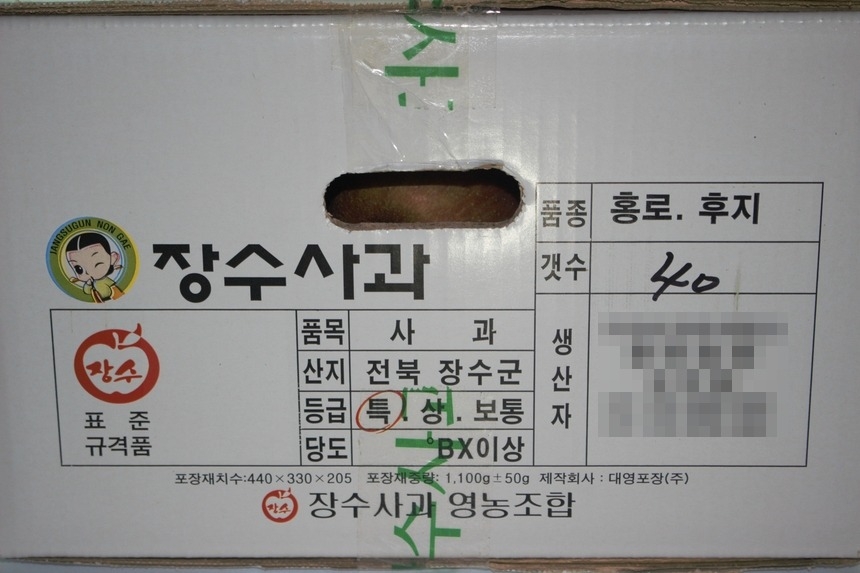 사
JANGSUGUN NON GAE
장수사과
품종 홍로. 후지
갯수 40
생산자
장수
표준
규격품
품목 사과
산지 전북 장수군
등급 특. 상. 보통
당도 °BX이상
포장재치수:440×330×205 포장재중량: 1,100g±50g 제작회사 : 대영포장(주)
장수 장수사과 영농조합
수사과